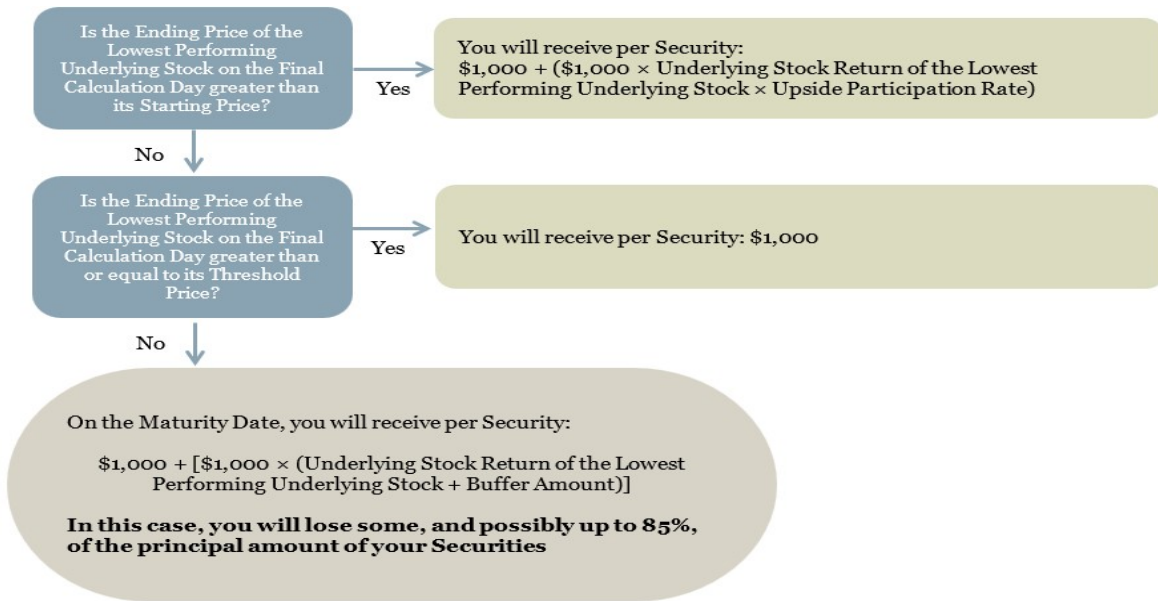 Is the Ending Price of the
Lowest Performing
Underlying Stock on the Final
Calculation Day greater than
its Starting Price?
Yes
You will receive per Security:
$1,000 + ($1,000 × Underlying Stock Return of the Lowest
Performing Underlying Stock × Upside Participation Rate)
No
Is the Ending Price of the
Lowest Performing
Underlying Stock on the Final
Calculation Day greater than
or equal to its Threshold
Price?
Yes
You will receive per Security: $1,000
No
On the Maturity Date, you will receive per Security:
$1,000 + [$1,000 × (Underlying Stock Return of the Lowest
Performing Underlying Stock + Buffer Amount)]
In this case, you will lose some, and possibly up to 85%,
of the principal amount of your Securities